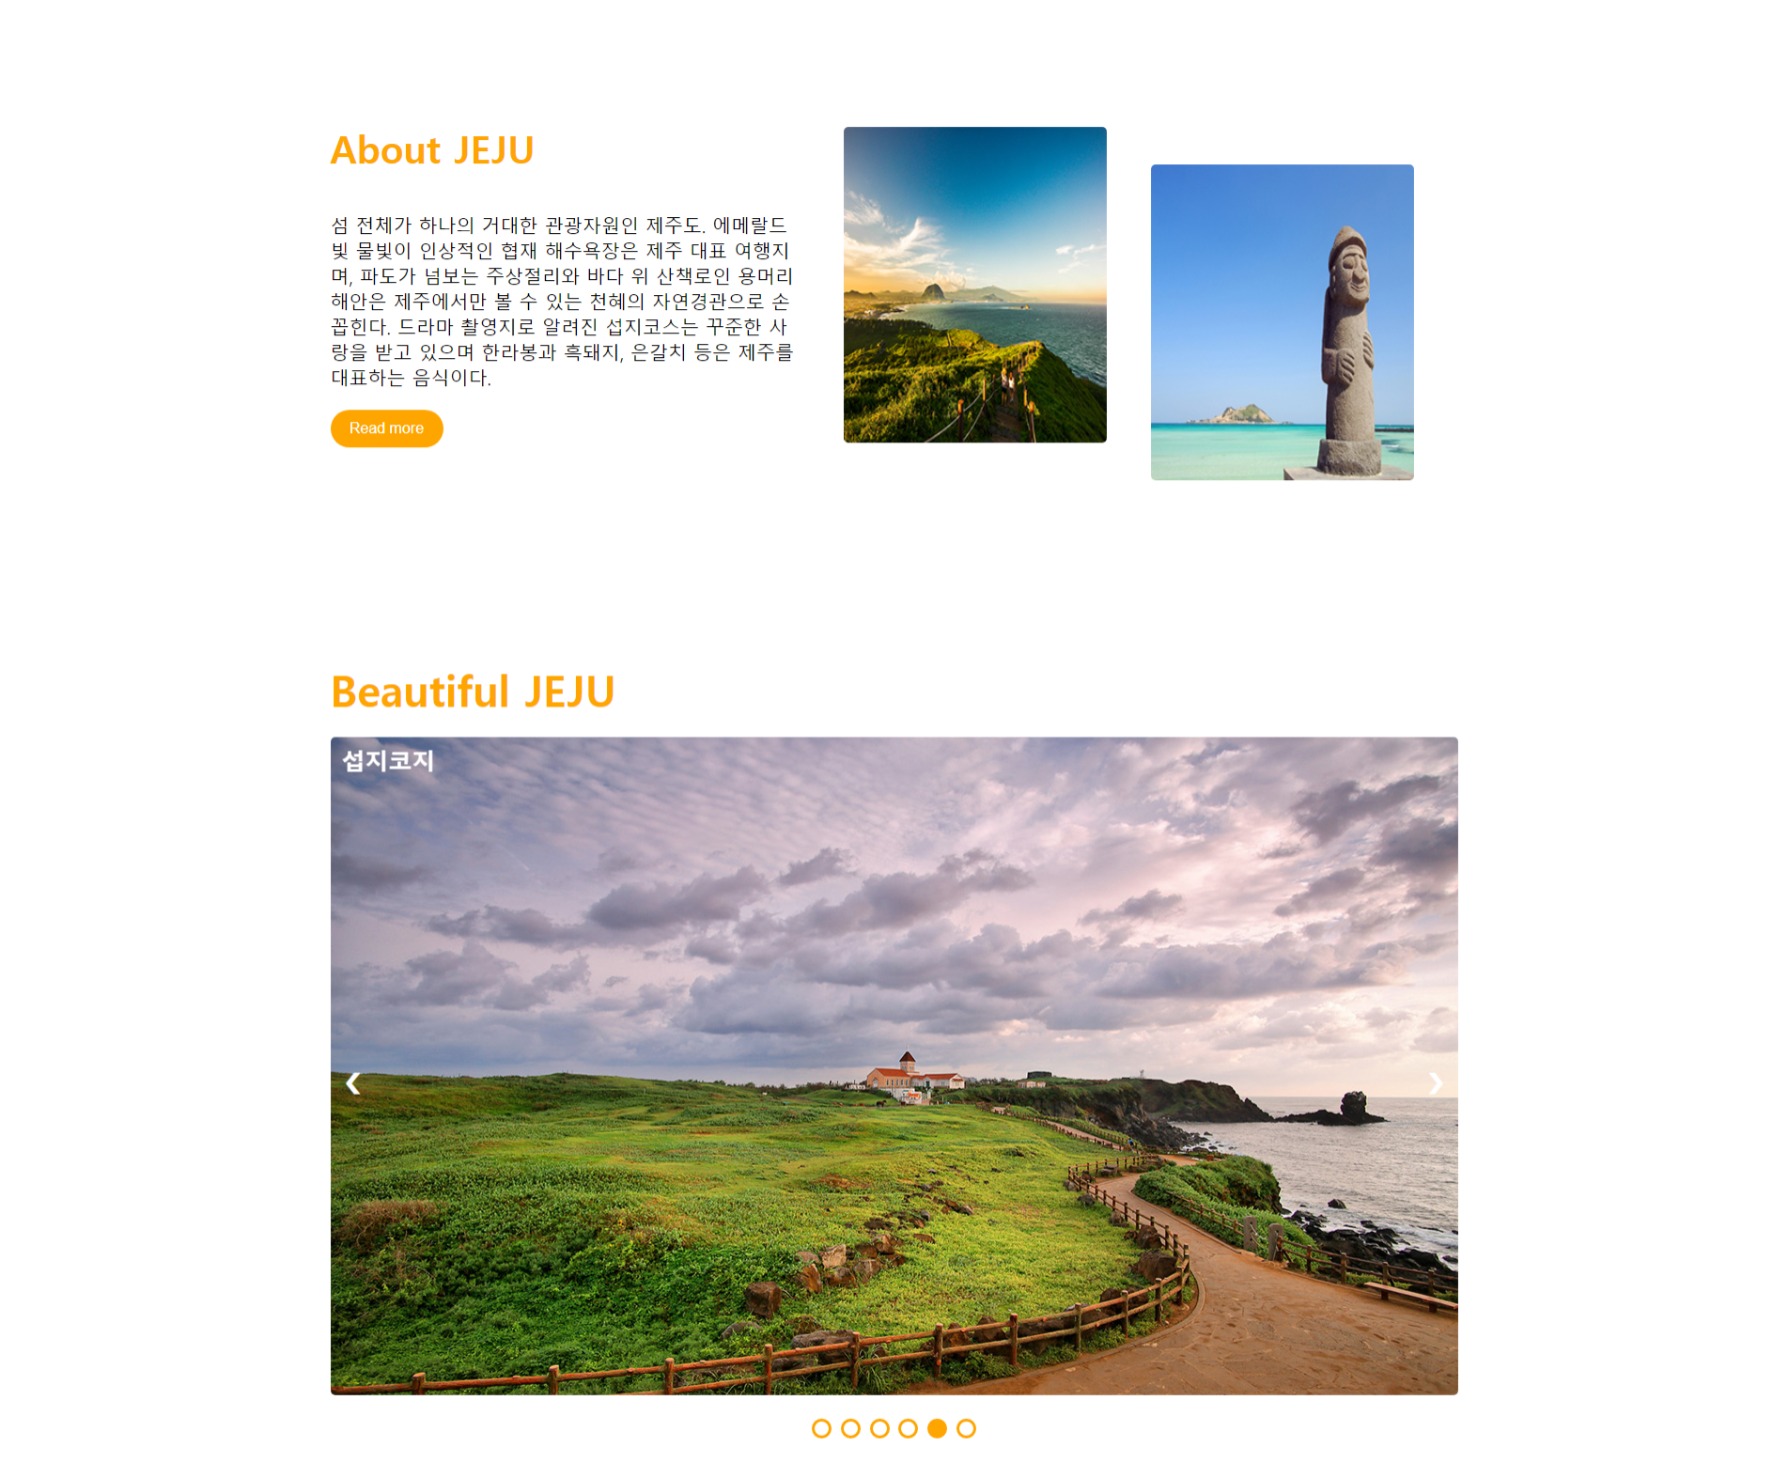 About JEJU
섬 전체가 하나의 거대한 관광자원인 제주도. 에메랄드
빛 물빛이 인상적인 협재 해수욕장은 제주 대표 여행지
며, 파도가 넘보는 주상절리와 바다 위 산책로인 용머리
해안은 제주에서만 볼 수 있는 천혜의 자연경관으로 손
꼽힌다. 드라마 촬영지로 알려진 섭지코스는 꾸준한 사
랑을 받고 있으며 한라봉과 흑돼지, 은갈치 등은 제주를
대표하는 음식이다.
Read more
Beautiful JEJU
섭지코지